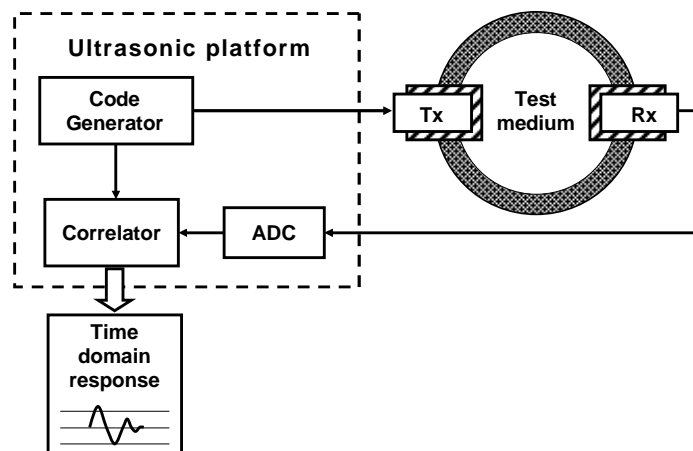 Ultrasonic platform
Code
Generator
Tx
Test
medium
Rx
Correlator
ADC
Time
domain
response